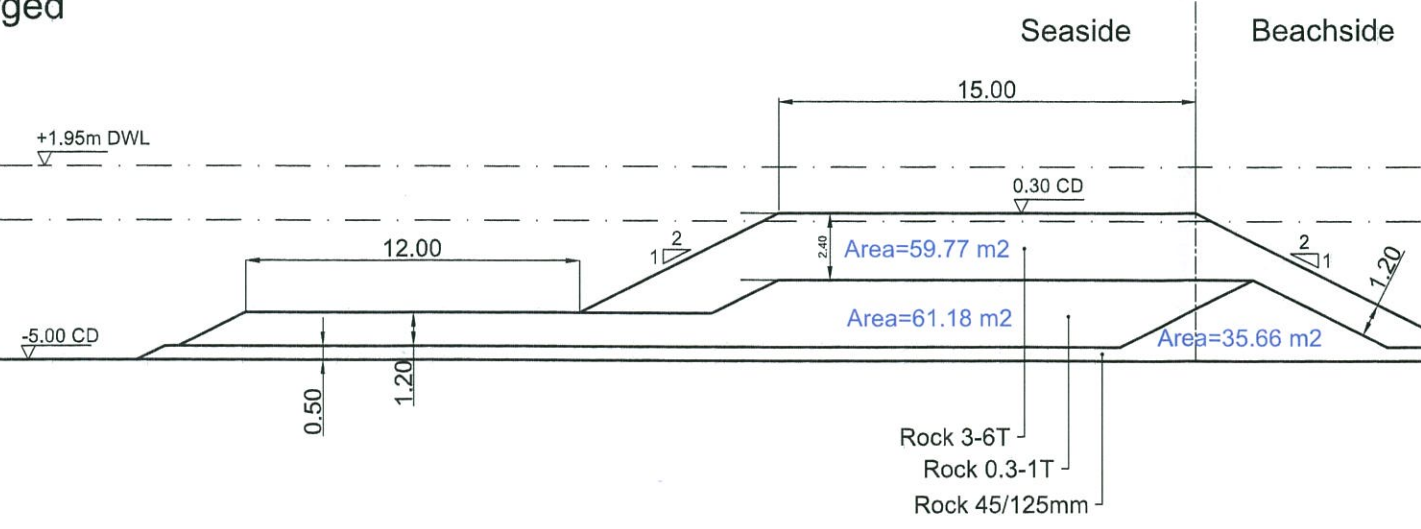 ged
Seaside
Beachside
15.00
+1.95m DWL
0.30 CD
12.00
1
2
2.40
Area=59.77 m2
2
1
1.20
-5.00 CD
Area=61.18 m2
Area=35.66 m2
0.50
1.20
Rock 3-6T
Rock 0.3-1T
Rock 45/125mm